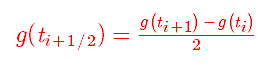 g(t_{i+1/2}) = \frac{g(t_{i+1}) - g(t_i)}{2}